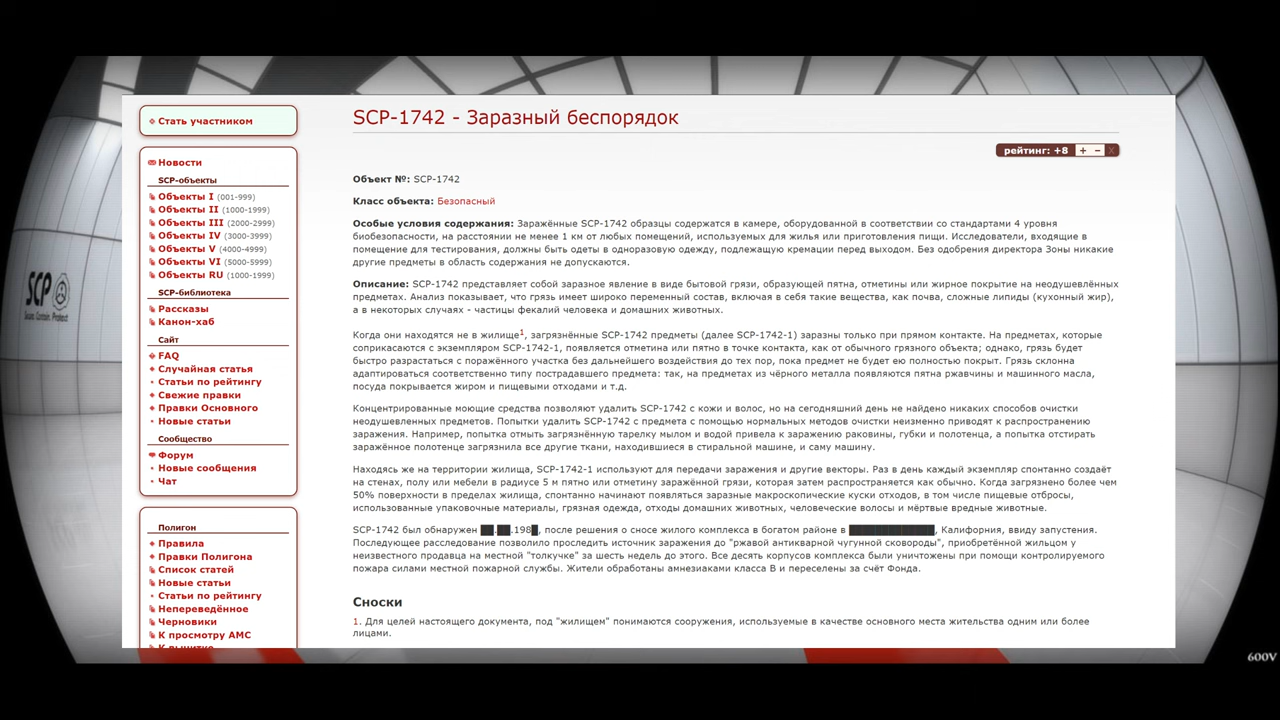 SCP
Secure. Contain. Protect.
Стать участником
Новости
SCP-объекты
Объекты I (001-999)
Объекты II (1000-1999)
Объекты III (2000-2999)
Объекты IV (3000-3999)
Объекты V (4000-4999)
Объекты VI (5000-5999)
Объекты RU (1000-1999)
SCP-библиотека
Рассказы
Канон-хаб
Сайт
FAQ
Случайная статья
Статьи по рейтингу
Свежие правки
Правки Основного
Новые статьи
Сообщество
Форум
Новые сообщения
Чат
Полигон
Правила
Правки Полигона
Список статей
Новые статьи
Статьи по рейтингу
Непереведённое
Черновики
К просмотру АМС
SCP-1742 - Заразный беспорядок
рейтинг: +8 + – X
Объект №: SCP-1742
Класс объекта: Безопасный
Особые условия содержания: Заражённые SCP-1742 образцы содержатся в камере, оборудованной в соответствии со стандартами 4 уровня
биобезопасности, на расстоянии не менее 1 км от любых помещений, используемых для жилья или приготовления пищи. Исследователи, входящие в
помещение для тестирования, должны быть одеты в одноразовую одежду, подлежащую кремации перед выходом. Без одобрения директора Зоны никакие
другие предметы в область содержания не допускаются.
Описание: SCP-1742 представляет собой заразное явление в виде бытовой грязи, образующей пятна, отметины или жирное покрытие на неодушевлённых
предметах. Анализ показывает, что грязь имеет широко переменный состав, включая в себя такие вещества, как почва, сложные липиды (кухонный жир),
а в некоторых случаях - частицы фекалий человека и домашних животных.
Когда они находятся не в жилище1, загрязнённые SCP-1742 предметы (далее SCP-1742-1) заразны только при прямом контакте. На предметах, которые
соприкасаются с экземпляром SCP-1742-1, появляется отметина или пятно в точке контакта, как от обычного грязного объекта; однако, грязь будет
быстро разрастаться с поражённого участка без дальнейшего воздействия до тех пор, пока предмет не будет ею полностью покрыт. Грязь склонна
адаптироваться соответственно типу пострадавшего предмета: так, на предметах из чёрного металла появляются пятна ржавчины и машинного масла,
посуда покрывается жиром и пищевыми отходами и т.д.
Концентрированные моющие средства позволяют удалить SCP-1742 с кожи и волос, но на сегодняшний день не найдено никаких способов очистки
неодушевленных предметов. Попытки удалить SCP-1742 с предмета с помощью нормальных методов очистки неизменно приводят к распространению
заражения. Например, попытка отмыть загрязнённую тарелку мылом и водой привела к заражению раковины, губки и полотенца, а попытка отстирать
заражённое полотенце загрязнила все другие ткани, находившиеся в стиральной машине, и саму машину.
Находясь же на территории жилища, SCP-1742-1 используют для передачи заражения и другие векторы. Раз в день каждый экземпляр спонтанно создаёт
на стенах, полу или мебели в радиусе 5 м пятно или отметину заражённой грязи, которая затем распространяется как обычно. Когда загрязнено более чем
50% поверхности в пределах жилища, спонтанно начинают появляться заразные макроскопические куски отходов, в том числе пищевые отбросы,
использованные упаковочные материалы, грязная одежда, отходы домашних животных, человеческие волосы и мёртвые вредные животные.
SCP-1742 был обнаружен ██.██.198█, после решения о сносе жилого комплекса в богатом районе в ████████████, Калифорния, ввиду запустения.
Последующее расследование позволило проследить источник заражения до "ржавой антикварной чугунной сковороды", приобретённой жильцом у
неизвестного продавца на местной "толкучке" за шесть недель до этого. Все десять корпусов комплекса были уничтожены при помощи контролируемого
пожара силами местной пожарной службы. Жители обработаны амнезиаками класса В и переселены за счёт Фонда.
Сноски
1. Для целей настоящего документа, под "жилищем" понимаются сооружения, используемые в качестве основного места жительства одним или более
лицами.
600V